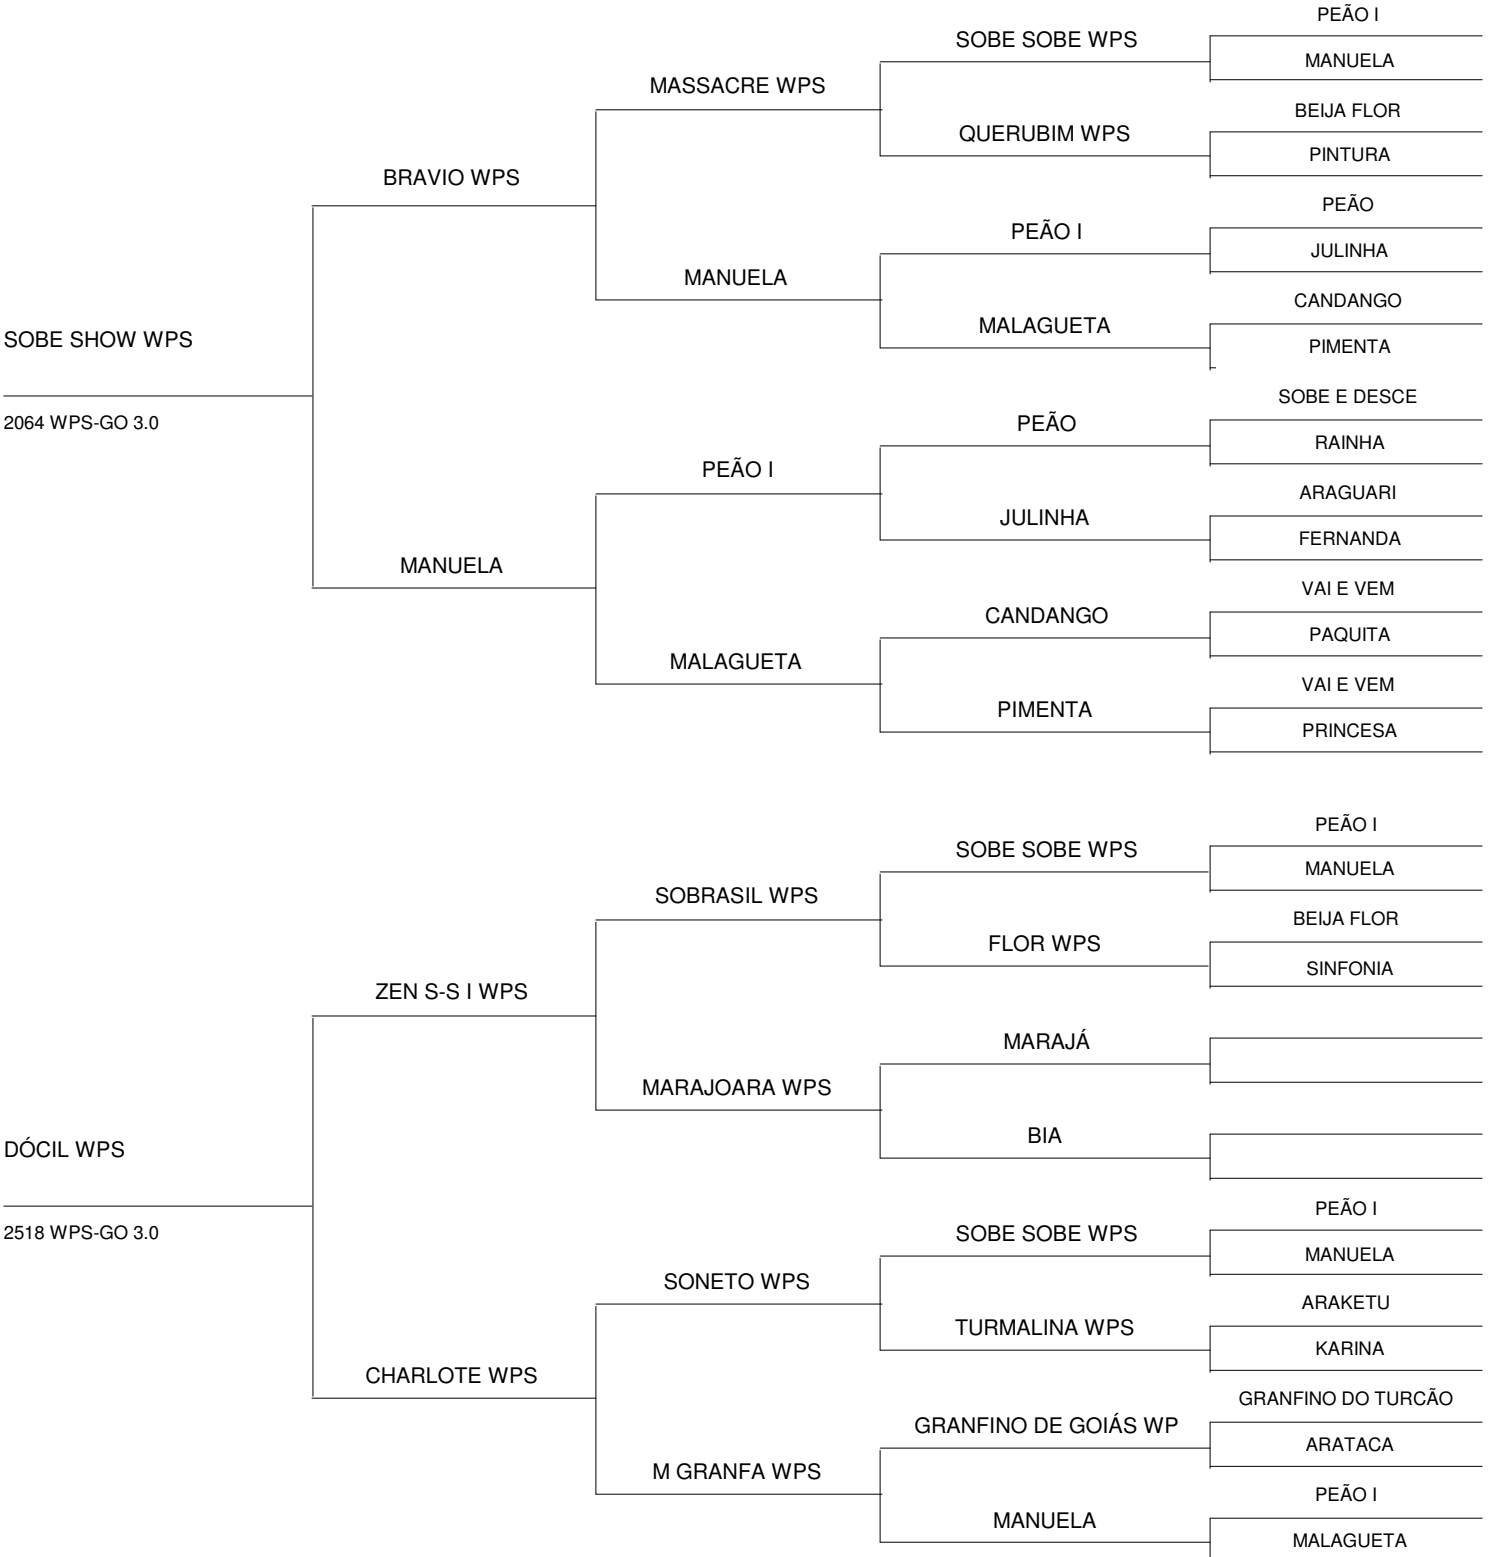 PEÃO I
SOBE SOBE WPS
MANUELA
MASSACRE WPS
BEIJA FLOR
QUERUBIM WPS
PINTURA
BRAVIO WPS
PEÃO
PEÃO I
JULINHA
MANUELA
CANDANGO
MALAGUETA
PIMENTA
SOBE SHOW WPS
2064 WPS-GO 3.0
SOBE E DESCE
PEÃO
RAINHA
PEÃO I
ARAGUARI
JULINHA
FERNANDA
MANUELA
VAI E VEM
CANDANGO
PAQUITA
MALAGUETA
VAI E VEM
PIMENTA
PRINCESA
PEÃO I
SOBE SOBE WPS
MANUELA
SOBRASIL WPS
BEIJA FLOR
FLOR WPS
SINFONIA
ZEN S-S I WPS
MARAJÁ
MARAJOARA WPS
BIA
DÓCIL WPS
2518 WPS-GO 3.0
PEÃO I
SOBE SOBE WPS
MANUELA
SONETO WPS
ARAKETU
TURMALINA WPS
KARINA
CHARLOTE WPS
GRANFINO DO TURCÃO
GRANFINO DE GOIÁS WP
ARATACA
M GRANFA WPS
PEÃO I
MANUELA
MALAGUETA